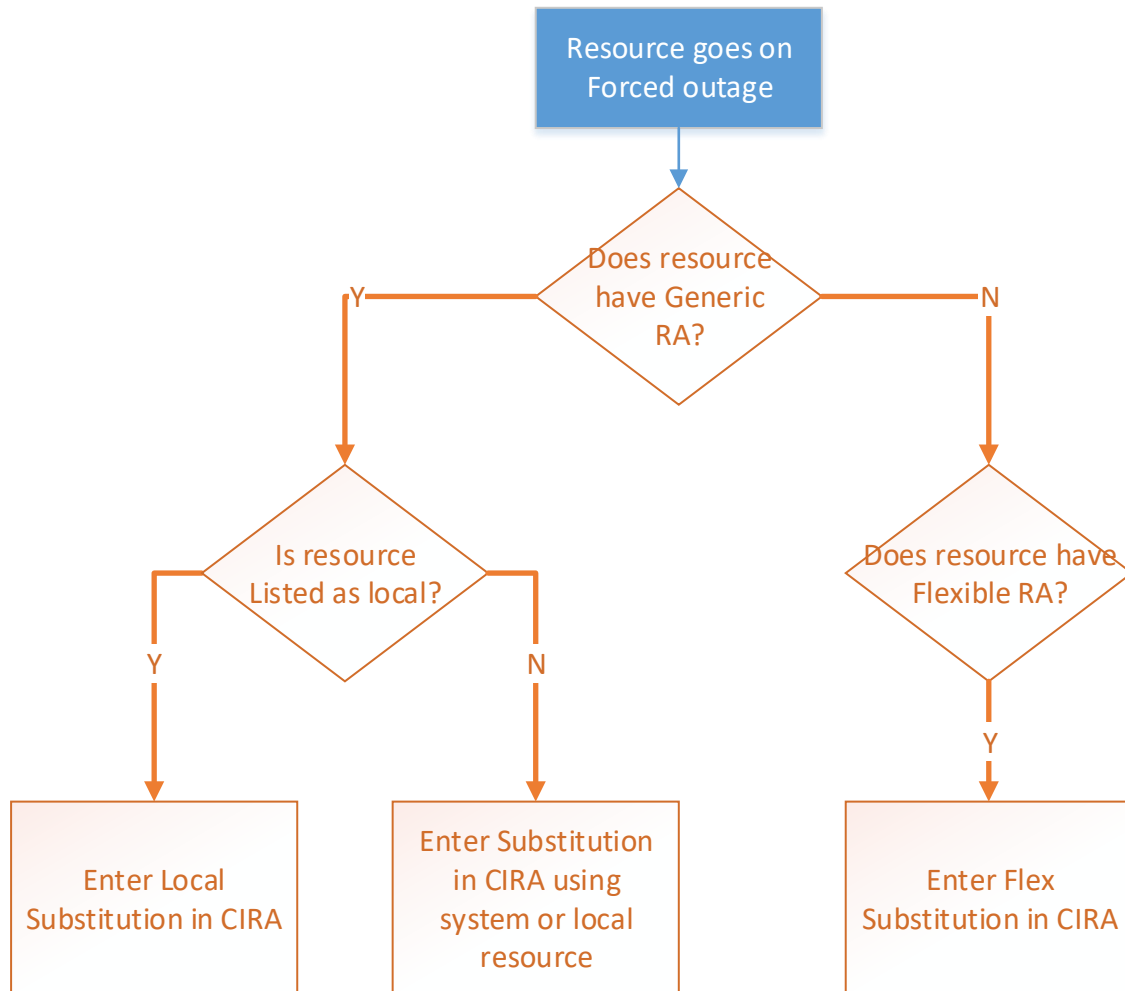 Resource goes on
Forced outage
Does resource
have Generic
RA?
Y
N
Is resource
Listed as local?
Does resource have
Flexible RA?
Y
N
Y
Enter Local
Substitution in CIRA
Enter Substitution
in CIRA using
system or local
resource
Enter Flex
Substitution in CIRA